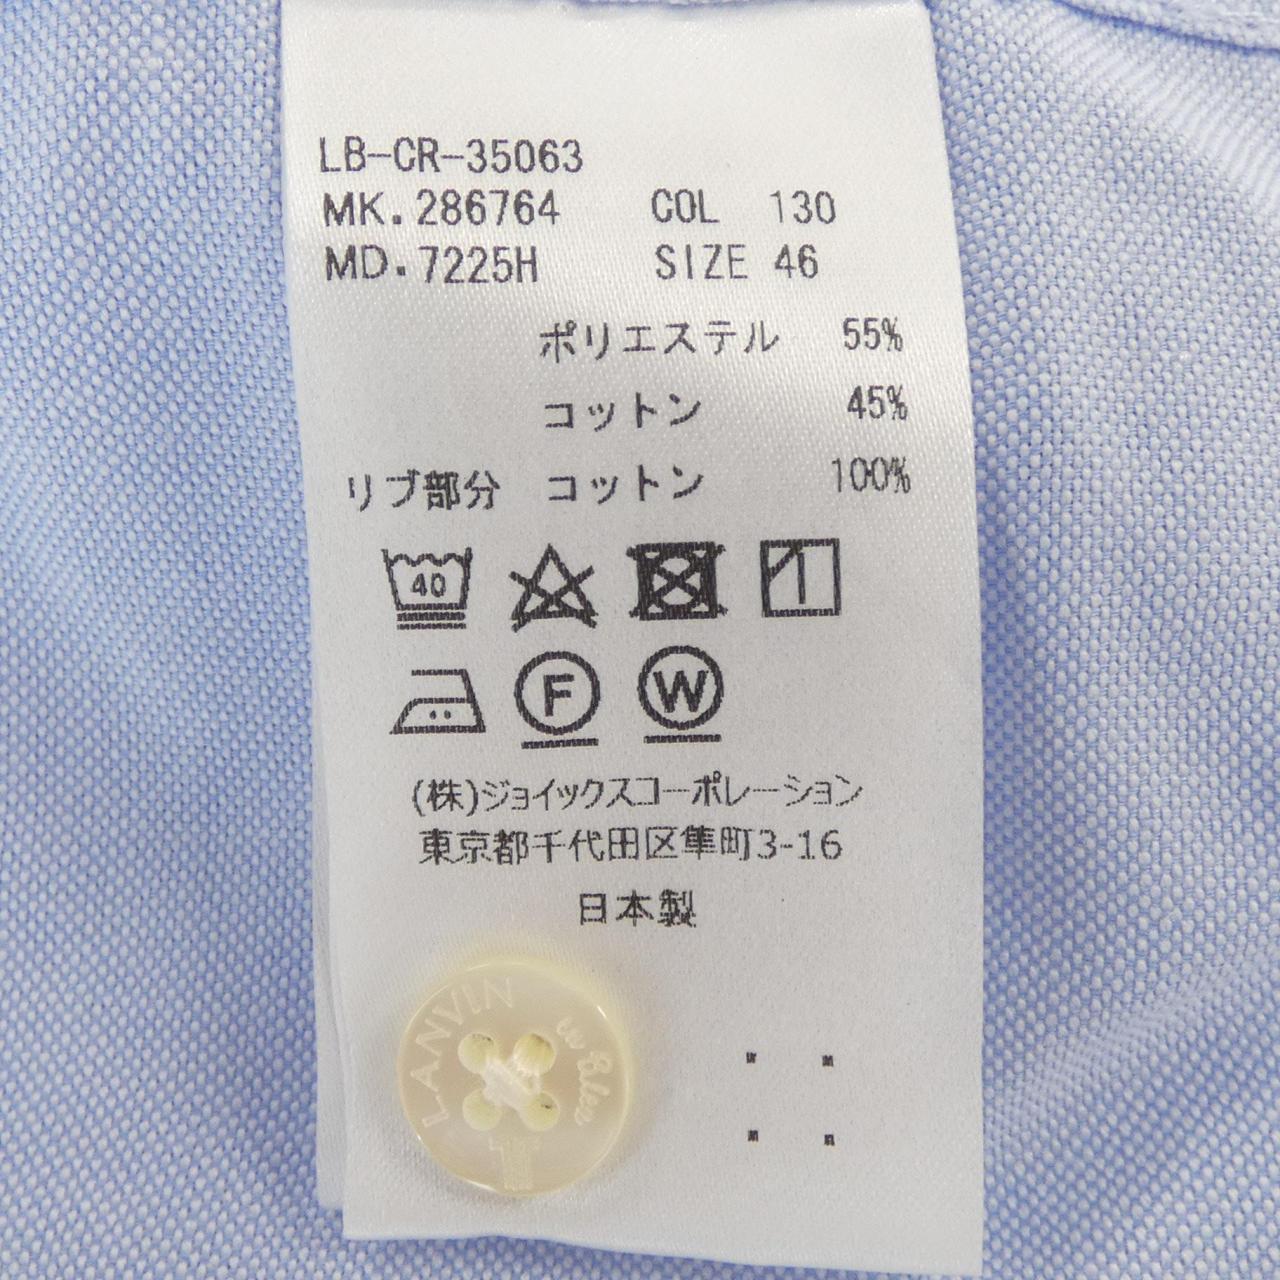 LB-CR-35063
MK.286764 COL 130
MD.7225H SIZE 46
ポリエステル 55%
コットン 45%
リブ部分 コットン 100%
40
F W
(株)ジョイックスコーポレーション
東京都千代田区隼町3-16
日本製
LANVIN
en Bleu